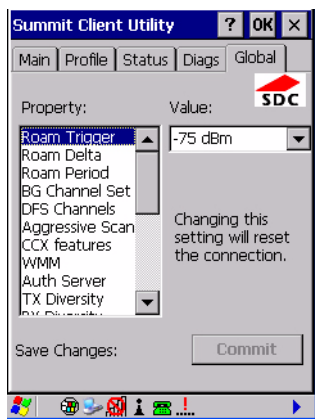 Summit Client Utility ? OK ×
Main Profile Status Diags Global
SDC
Property: Value:
Roam Trigger -75 dBm
Roam Delta
Roam Period
BG Channel Set
DFS Channels
Aggressive Scan
CCX features
WMM
Auth Server
TX Diversity
Changing this
setting will reset
the connection.
Save Changes: Commit